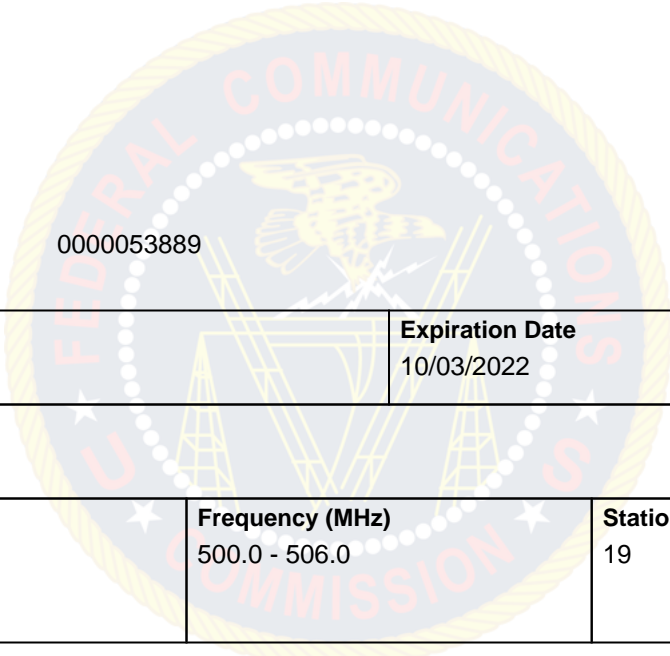 FEDERAL COMMUNICATIONS COMMISSION
U S
0000053889
Expiration Date
10/03/2022
Frequency (MHz)
Statio
500.0 - 506.0
19